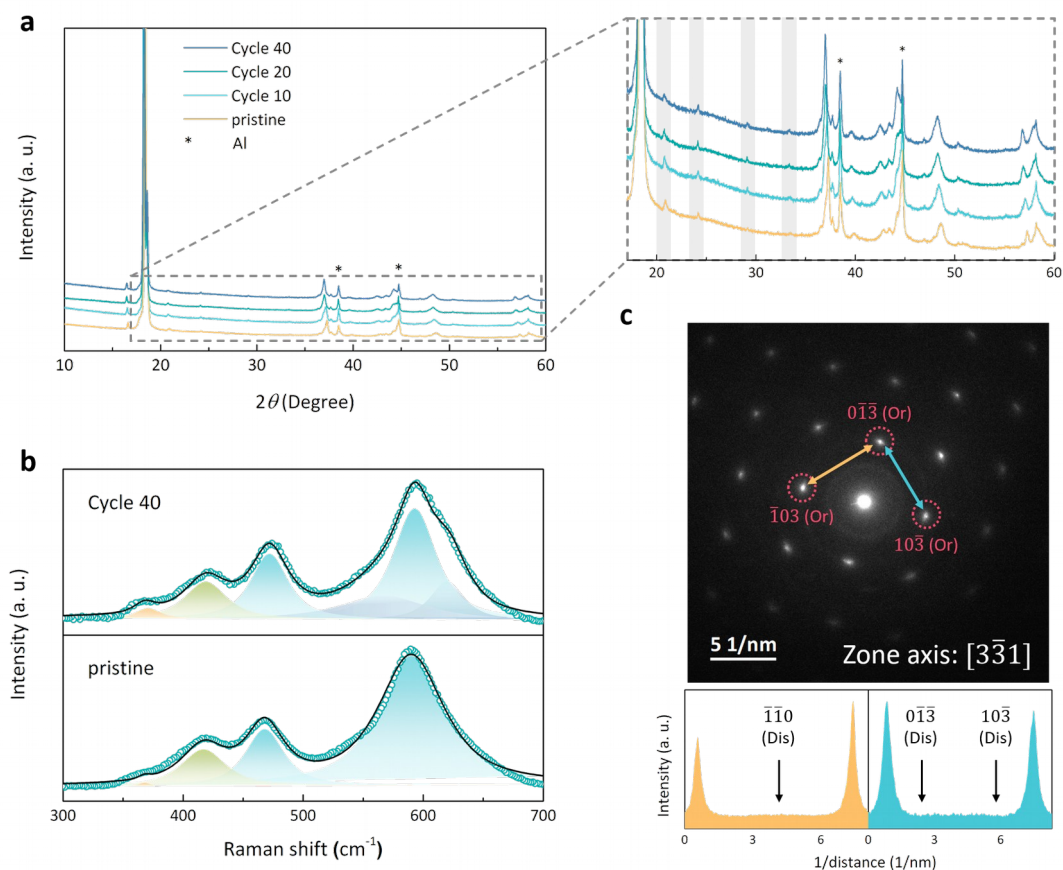 a
Cycle 40
Cycle 20
Cycle 10
pristine
* Al
* *
Intensity (a. u.)
10 20 30 40 50 60
2θ (Degree)
* *
20 30 40 50 60
b
Cycle 40
pristine
Intensity (a. u.)
300 400 500 600 700
Raman shift (cm⁻¹)
c
01̅3̅ (Or)
1̅03 (Or)
103̅ (Or)
5 1/nm
Zone axis: [33̅1]
Intensity (a. u.)
1̅1̅0
(Dis)
01̅3̅
(Dis)
103̅
(Dis)
0 3 6 0 3 6
1/distance (1/nm)